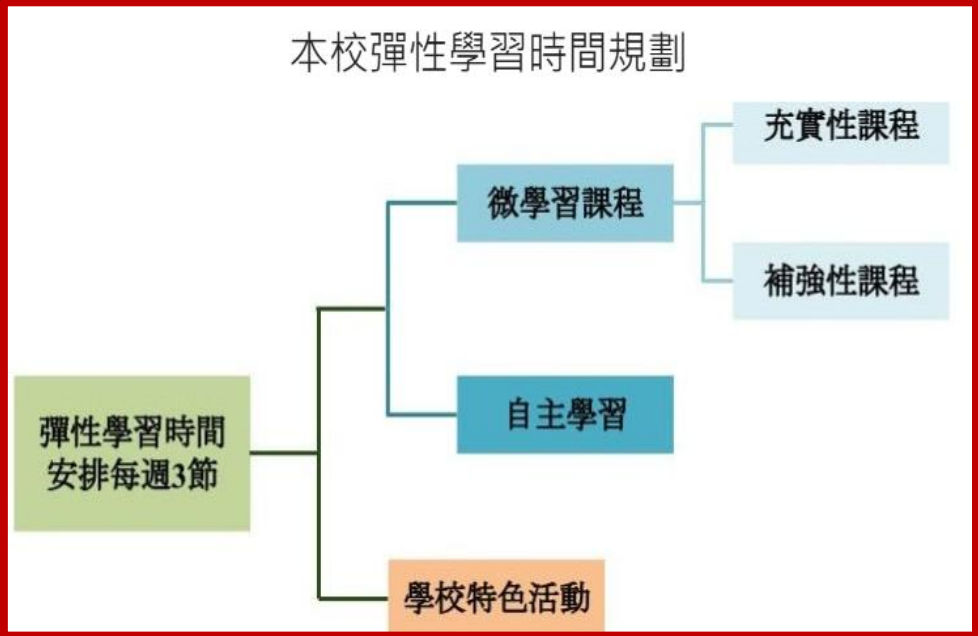 本校彈性學習時間規劃
充實性課程
微學習課程
補強性課程
自主學習
彈性學習時間
安排每週3節
學校特色活動